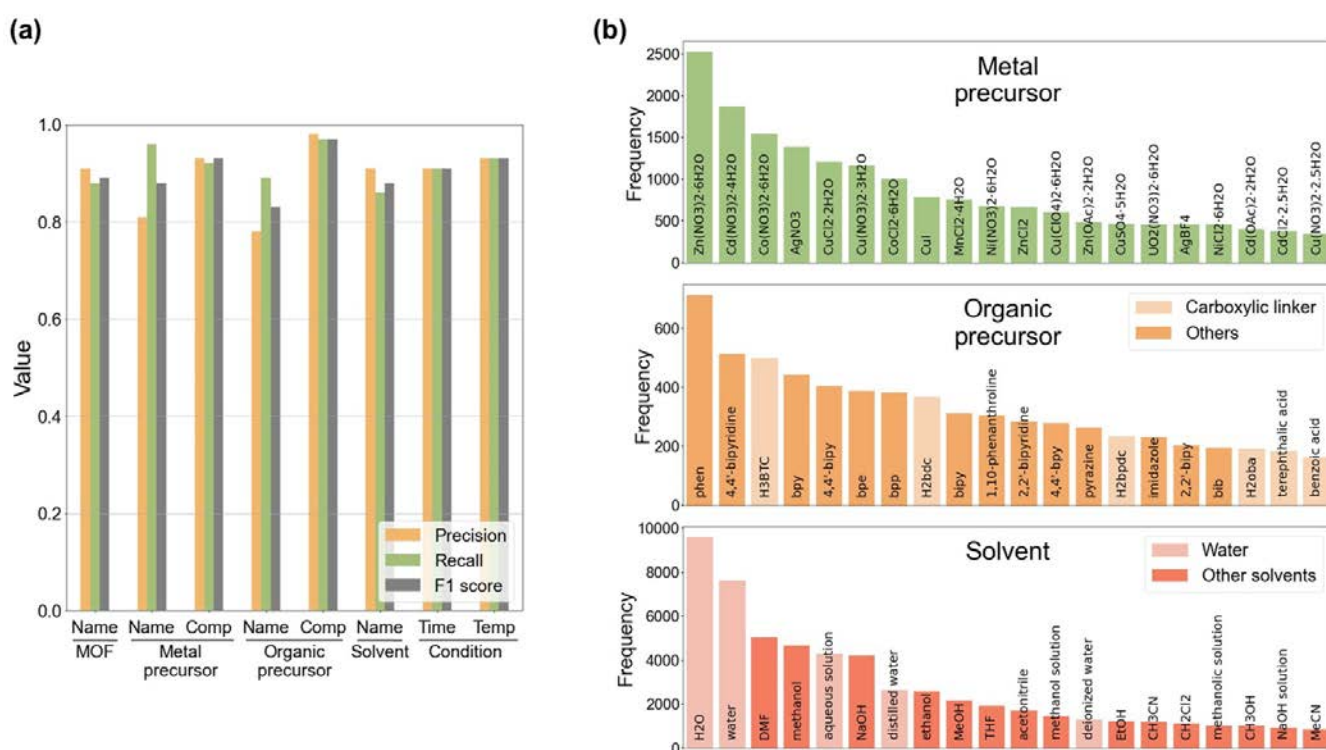 (a)
Value
1.0
0.8
0.6
0.4
0.2
0.0
Precision
Recall
F1 score
Name Name Comp Name Comp Name Time Temp
MOF Metal precursor Organic precursor Solvent Condition
(b)
Metal
precursor
Frequency
2500
2000
1500
1000
500
0
Zn(NO3)2·6H2O
Cd(NO3)2·4H2O
Co(NO3)2·6H2O
AgNO3
CuCl2·2H2O
Cu(NO3)2·3H2O
CoCl2·6H2O
CuI
MnCl2·4H2O
Ni(NO3)2·6H2O
ZnCl2
Cu(ClO4)2·6H2O
Zn(OAc)2·2H2O
CuSO4·5H2O
UO2(NO3)2·6H2O
AgBF4
NiCl2·6H2O
Cd(OAc)2·2H2O
CdCl2·2.5H2O
Cu(NO3)2·2.5H2O
Organic
precursor
Carboxylic linker
Others
Frequency
600
400
200
0
phen
4,4'-bipyridine
H3BTC
bpy
4,4'-bipy
bpe
bpp
H2bdc
bipy
1,10-phenanthroline
2,2'-bipyridine
4,4'-bpy
pyrazine
H2bpdc
imidazole
2,2'-bipy
bib
H2oba
terephthalic acid
benzoic acid
Solvent
Water
Other solvents
Frequency
10000
8000
6000
4000
2000
0
H2O
water
DMF
methanol
aqueous solution
NaOH
distilled water
ethanol
MeOH
THF
acetonitrile
methanol solution
deionized water
EtOH
CH3CN
CH2Cl2
methanolic solution
CH3OH
NaOH solution
MeCN